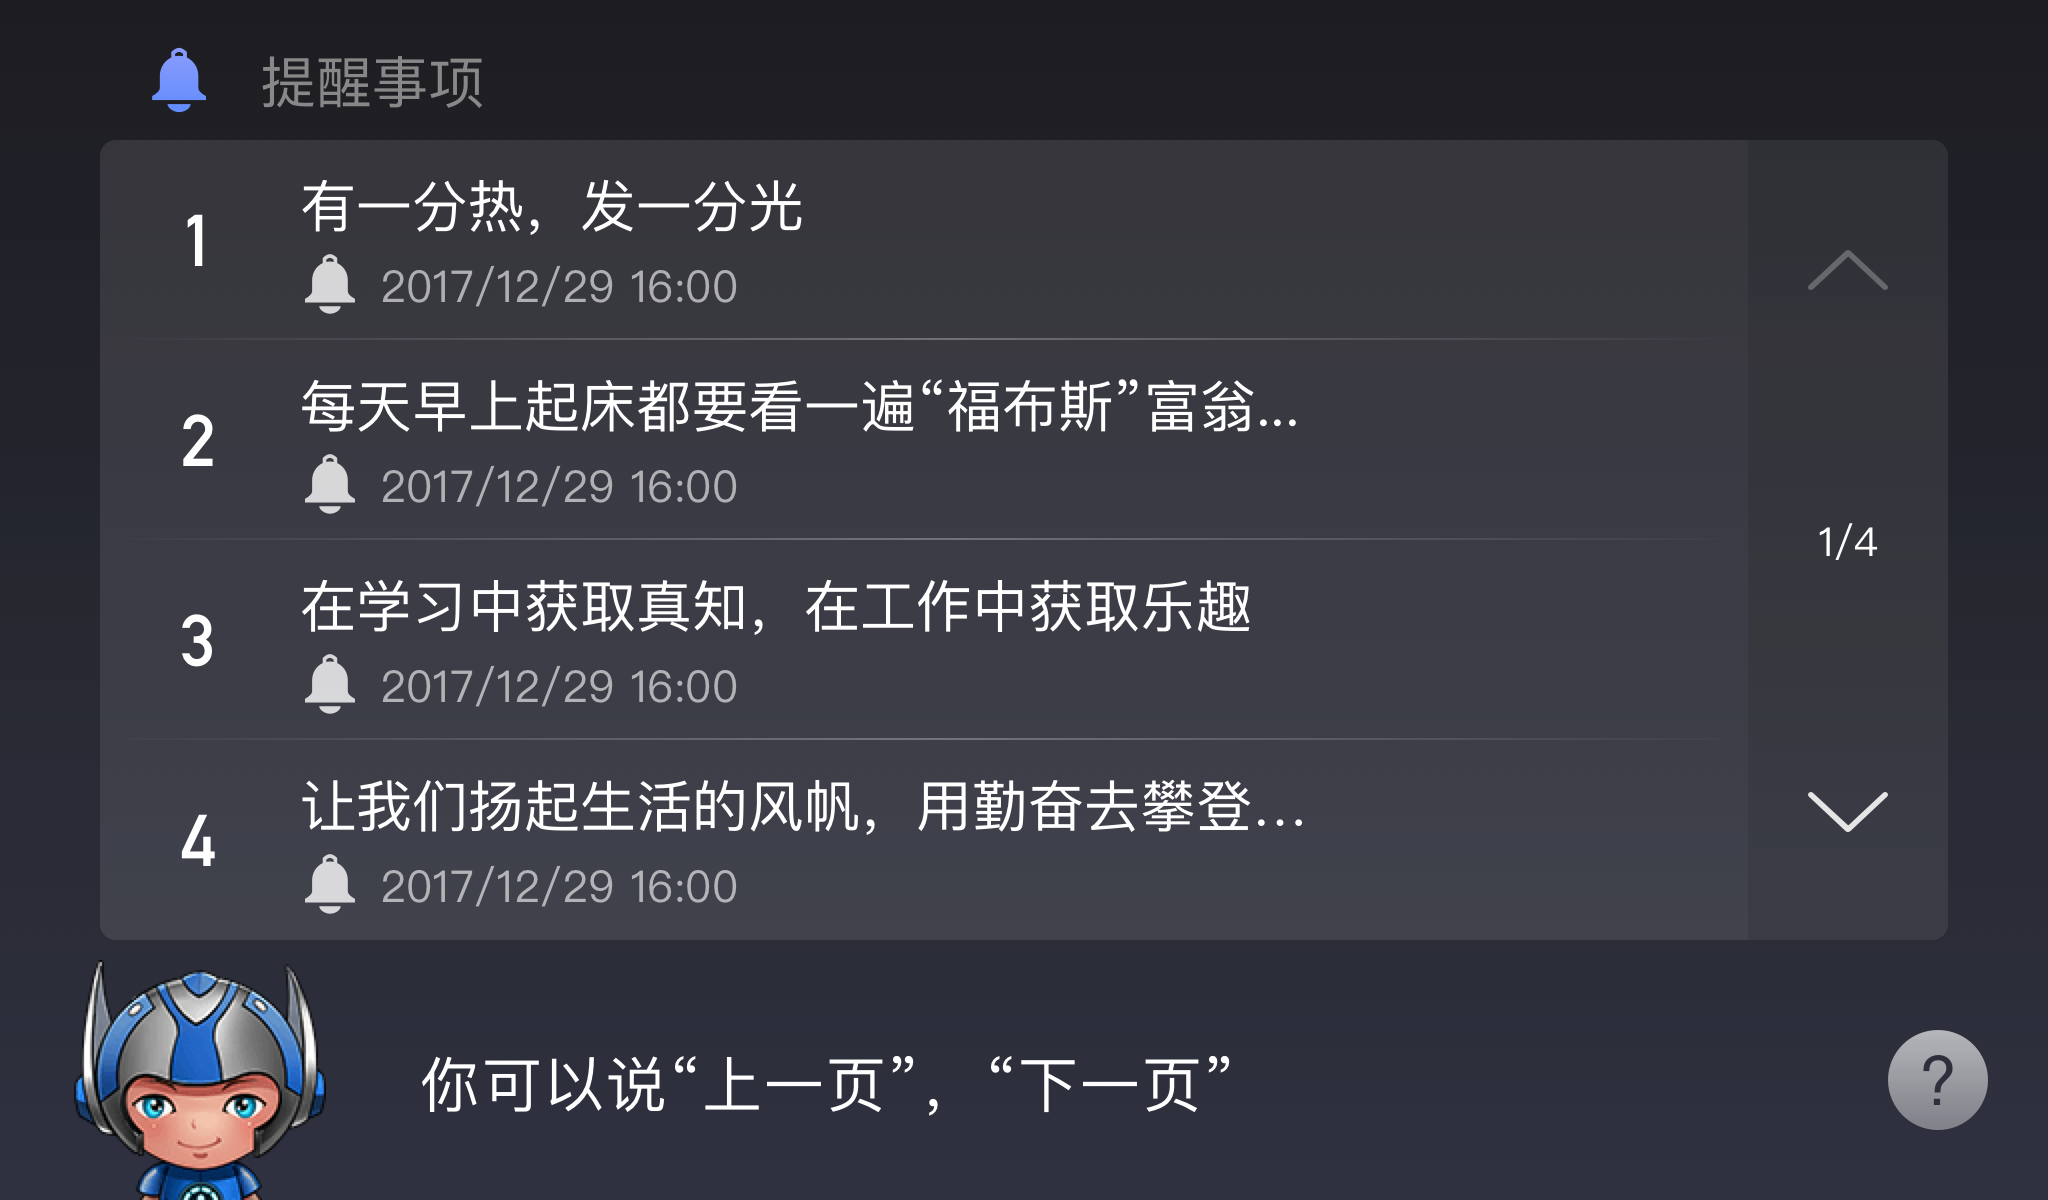 提醒事项
1
有一分热，发一分光
2017/12/29 16:00
2
每天早上起床都要看一遍“福布斯”富翁...
2017/12/29 16:00
3
在学习中获取真知，在工作中获取乐趣
2017/12/29 16:00
4
让我们扬起生活的风帆，用勤奋去攀登...
2017/12/29 16:00
1/4
你可以说“上一页”，“下一页”
?